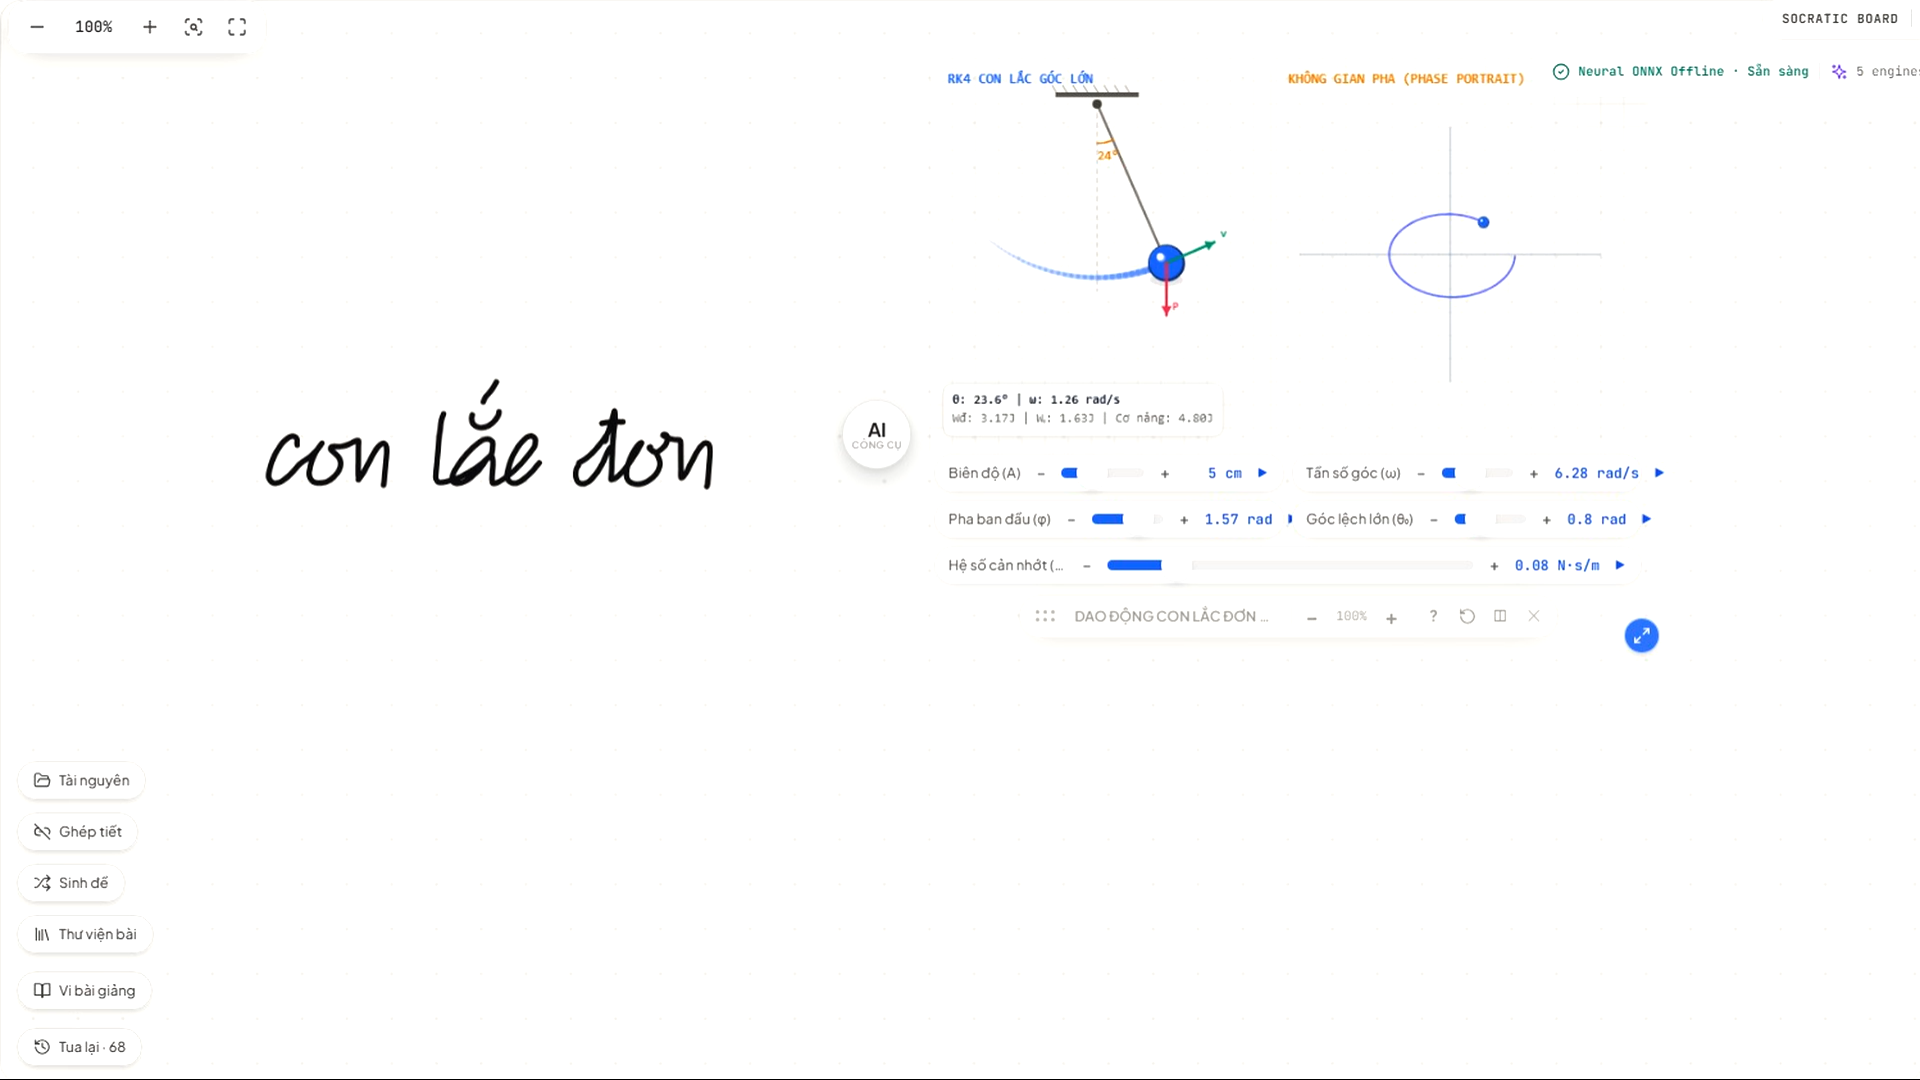 100%
SOCRATIC BOARD
RK4 CON LẮC GÓC LỚN
KHÔNG GIAN PHA (PHASE PORTRAIT)
Neural ONNX Offline · Sẵn sàng
5 engines
24°
v
P
con lắc đơn
AI
CÔNG CỤ
θ: 23.6° | ω: 1.26 rad/s
Wđ: 3.17J | Wₜ: 1.63J | Cơ năng: 4.80J
Biên độ (A) − + 5 cm
Tần số góc (ω) − + 6.28 rad/s
Pha ban đầu (φ) − + 1.57 rad
Góc lệch lớn (θ₀) − + 0.8 rad
Hệ số cản nhớt (... − + 0.08 N·s/m
DAO ĐỘNG CON LẮC ĐƠN ... − 100% + ?
Tài nguyên
Ghép tiết
Sinh đề
Thư viện bài
Vi bài giảng
Tua lại · 68